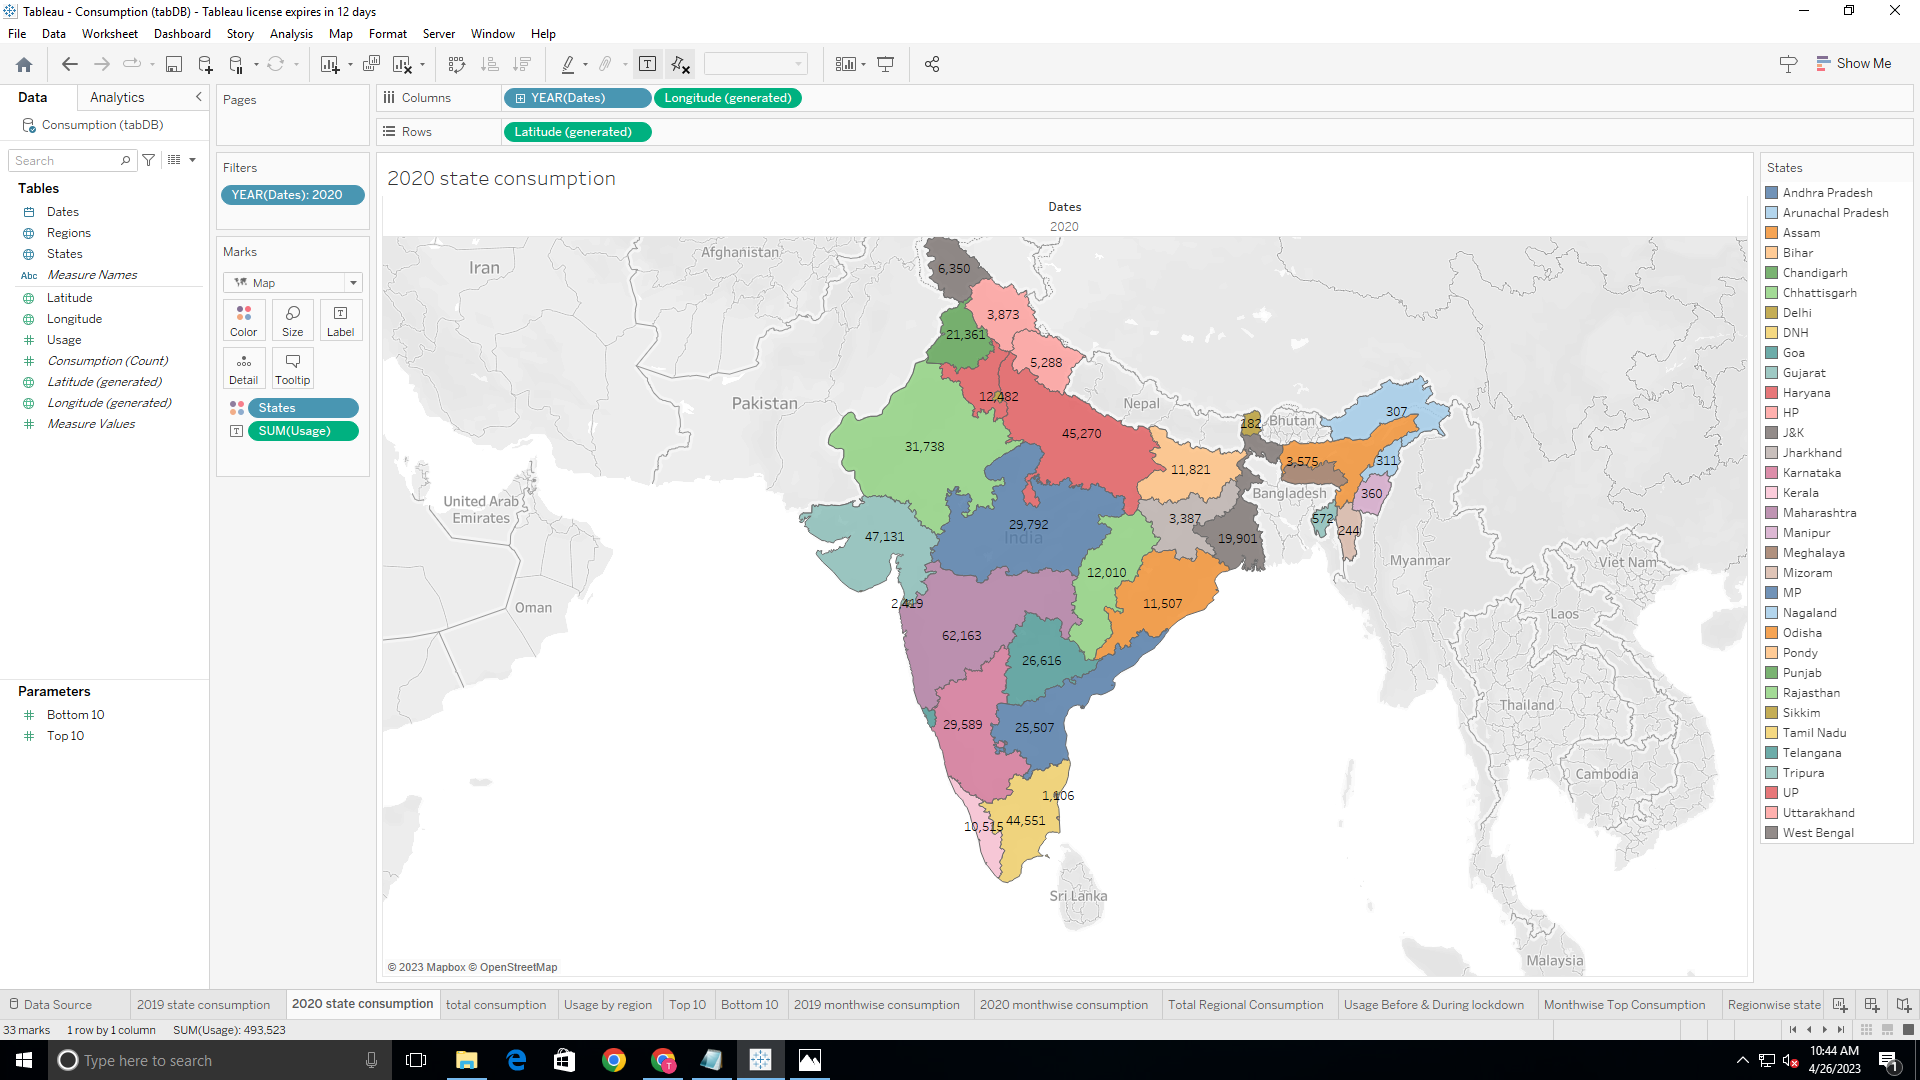 Tableau - Consumption (tabDB) - Tableau license expires in 12 days
File Data Worksheet Dashboard Story Analysis Map Format Server Window Help
Show Me
Data Analytics
Consumption (tabDB)
Search
Tables
Dates
Regions
States
Abc Measure Names
Latitude
Longitude
Usage
Consumption (Count)
Latitude (generated)
Longitude (generated)
Measure Values
Parameters
Bottom 10
Top 10
Pages
Filters
YEAR(Dates): 2020
Marks
Map
Color Size Label
Detail Tooltip
States
SUM(Usage)
Columns YEAR(Dates) Longitude (generated)
Rows Latitude (generated)
2020 state consumption
Dates
2020
Afghanistan
Iran
6,350
3,873
21,361
5,288
12,482
Pakistan
Nepal
307
182
Bhutan
45,270
31,738
3,575
311
11,821
360
Bangladesh
United Arab
Emirates
3,387
572
29,792
India
244
47,131
19,901
Myanmar
Viet Nam
12,010
2,419
11,507
Oman
Laos
62,163
26,616
Thailand
29,589
25,507
Cambodia
1,106
10,515
44,551
Sri Lanka
Malaysia
© 2023 Mapbox © OpenStreetMap
States
Andhra Pradesh
Arunachal Pradesh
Assam
Bihar
Chandigarh
Chhattisgarh
Delhi
DNH
Goa
Gujarat
Haryana
HP
J&K
Jharkhand
Karnataka
Kerala
Maharashtra
Manipur
Meghalaya
Mizoram
MP
Nagaland
Odisha
Pondy
Punjab
Rajasthan
Sikkim
Tamil Nadu
Telangana
Tripura
UP
Uttarakhand
West Bengal
Data Source 2019 state consumption 2020 state consumption total consumption Usage by region Top 10 Bottom 10 2019 monthwise consumption 2020 monthwise consumption Total Regional Consumption Usage Before & During lockdown Monthwise Top Consumption Regionwise state
33 marks 1 row by 1 column SUM(Usage): 493,523
Type here to search
10:44 AM
4/26/2023
1